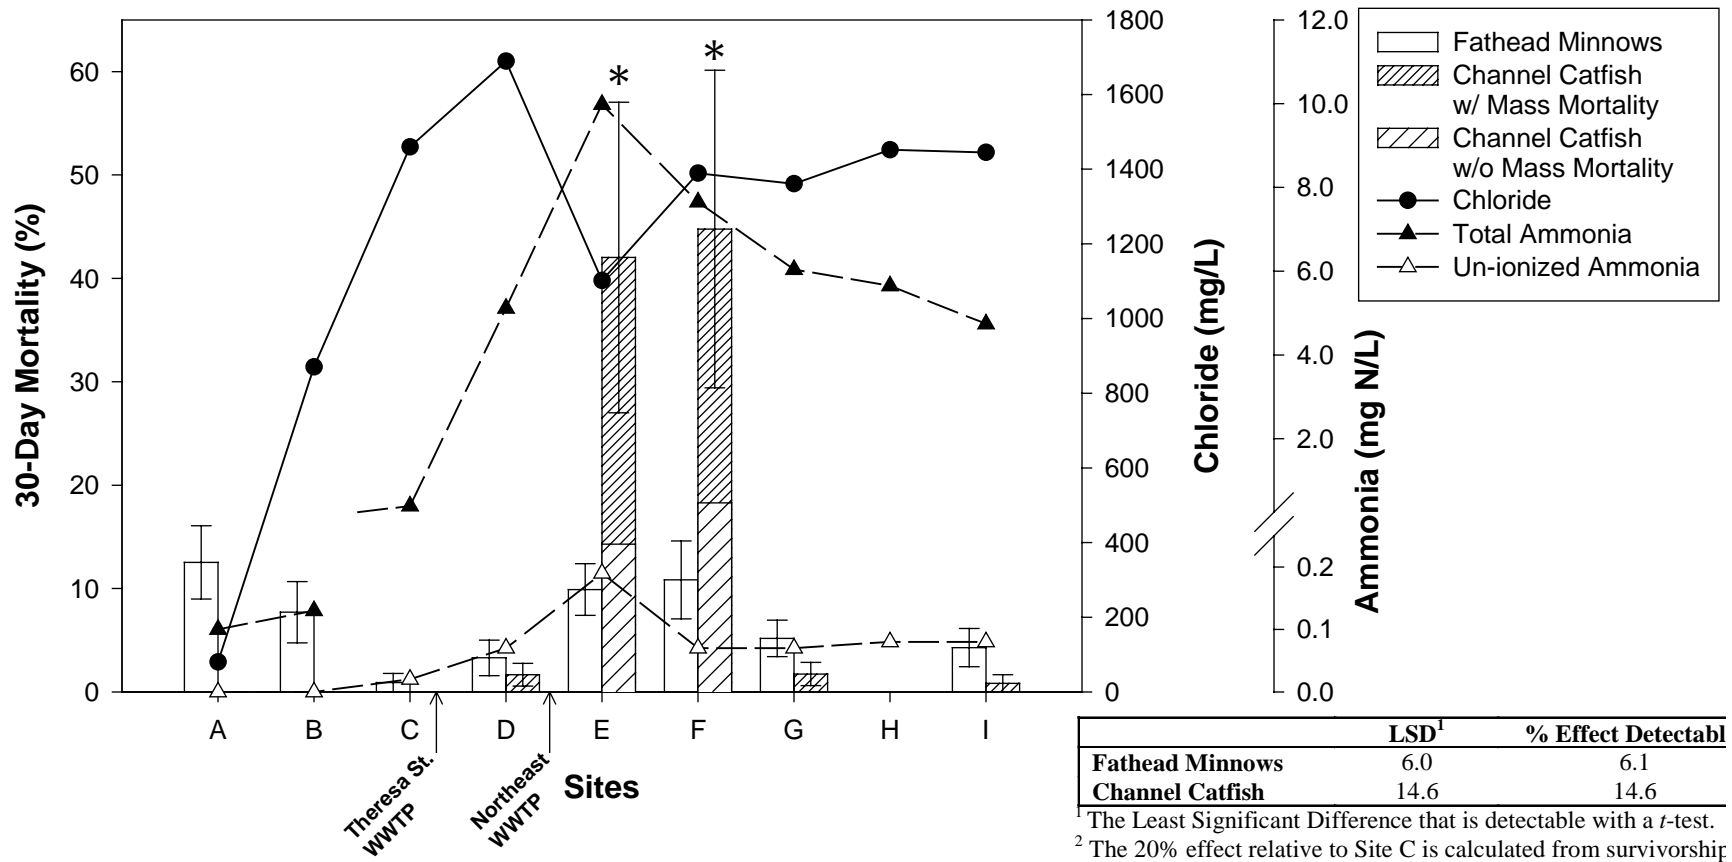 30-Day Mortality (%)
60
50
40
30
20
10
0
*
*
A B C D E F G H I
Theresa St.
WWTP
Northeast
WWTP
Sites
1800
1600
1400
1200
1000
800
600
400
200
0
Chloride (mg/L)
12.0
10.0
8.0
6.0
4.0
2.0
0.2
0.1
0.0
Ammonia (mg N/L)
Fathead Minnows
Channel Catfish
w/ Mass Mortality
Channel Catfish
w/o Mass Mortality
Chloride
Total Ammonia
Un-ionized Ammonia
LSD¹ % Effect Detectabl
Fathead Minnows 6.0 6.1
Channel Catfish 14.6 14.6
¹ The Least Significant Difference that is detectable with a t-test.
² The 20% effect relative to Site C is calculated from survivorship